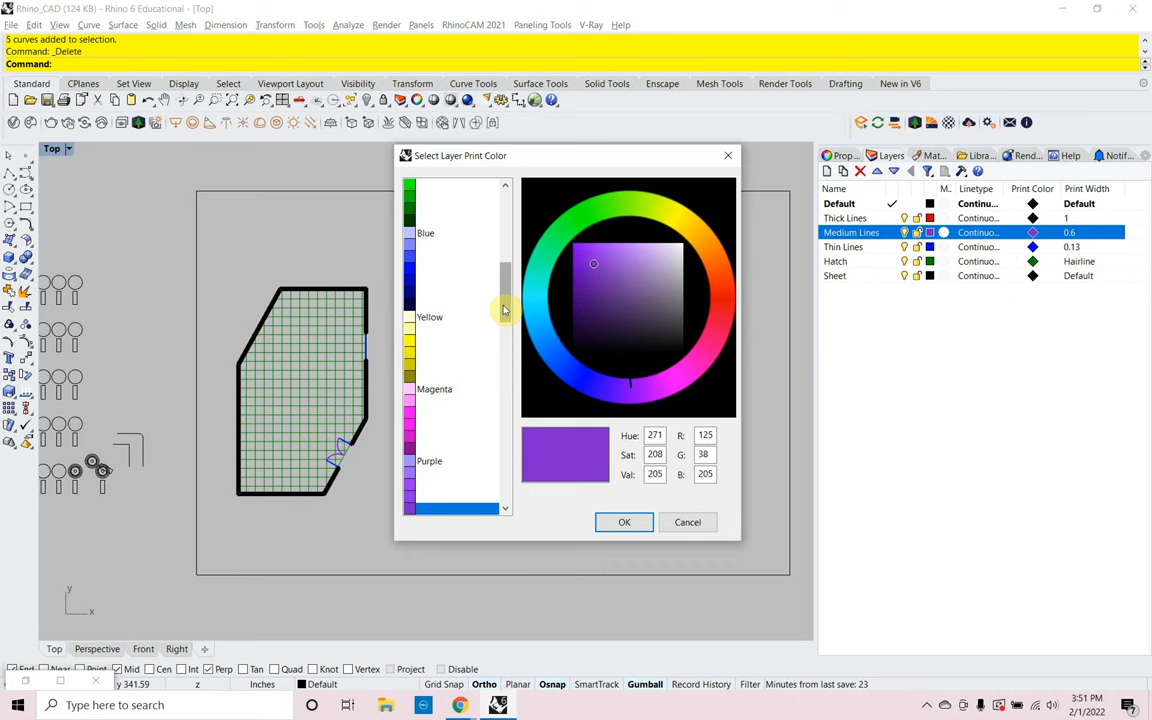 Rhino_CAD (124 KB) - Rhino 6 Educational - [Top]
File Edit View Curve Surface Solid Mesh Dimension Transform Tools Analyze Render Panels RhinoCAM 2021 Paneling Tools V-Ray Help
5 curves added to selection.
Command: _Delete
Command:
Standard CPlanes Set View Display Select Viewport Layout Visibility Transform Curve Tools Surface Tools Solid Tools Enscape Mesh Tools Render Tools Drafting New in V6
Top
Select Layer Print Color
Blue
Yellow
Magenta
Purple
Hue: 271 R: 125
Sat: 208 G: 38
Val: 205 B: 205
OK Cancel
Prop... Layers Mat... Libra... Rend... Help Notif...
Name M.. Linetype Print Color Print Width
Default Continu... Default
Thick Lines Continuo... 1
Medium Lines Continuo... 0.6
Thin Lines Continuo... 0.13
Hatch Continuo... Hairline
Sheet Continuo... Default
y
x
Top Perspective Front Right
End Near Point Mid Cen Int Perp Tan Quad Knot Vertex Project Disable
y 341.59 z Inches Default Grid Snap Ortho Planar Osnap SmartTrack Gumball Record History Filter Minutes from last save: 23
Type here to search
3:51 PM
2/1/2022
7